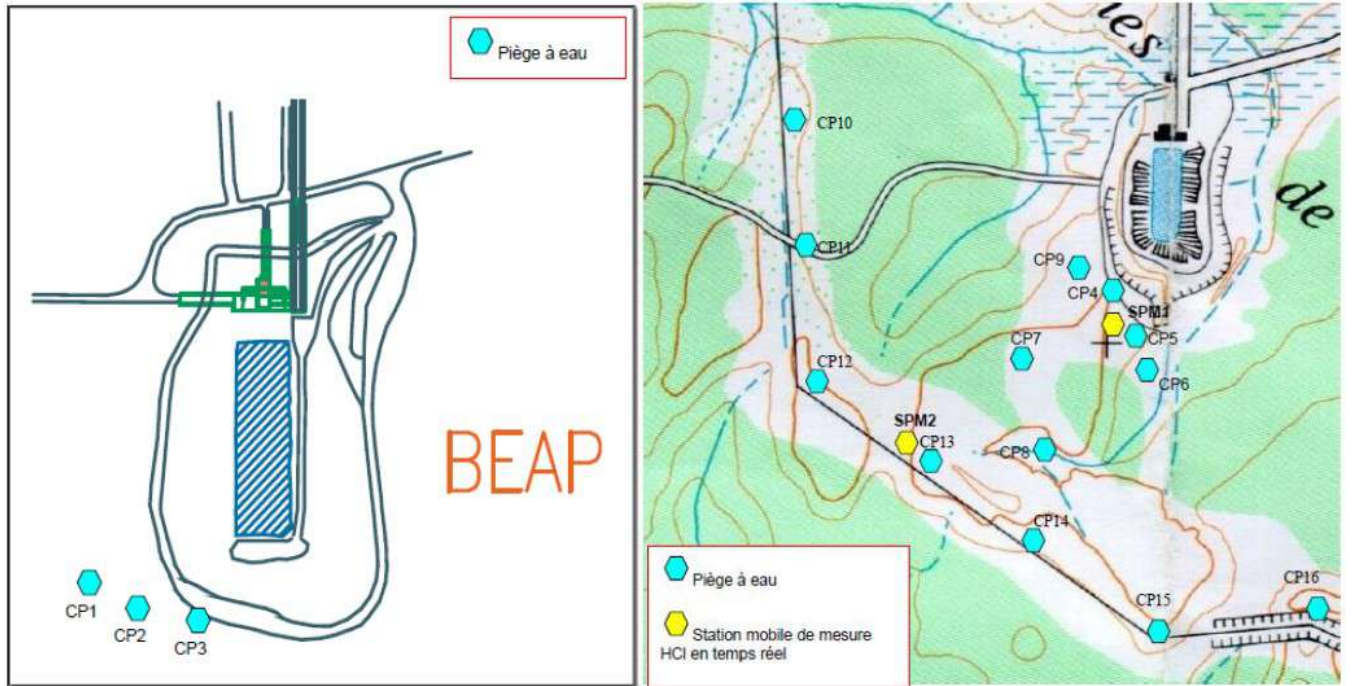 Piège à eau
BEAP
CP1
CP2
CP3
es
de
CP10
CP11
CP9
CP4
SPM1
CP5
CP7
CP6
CP12
SPM2
CP13
CP8
CP14
CP15
CP16
Piège à eau
Station mobile de mesure
HCl en temps réel